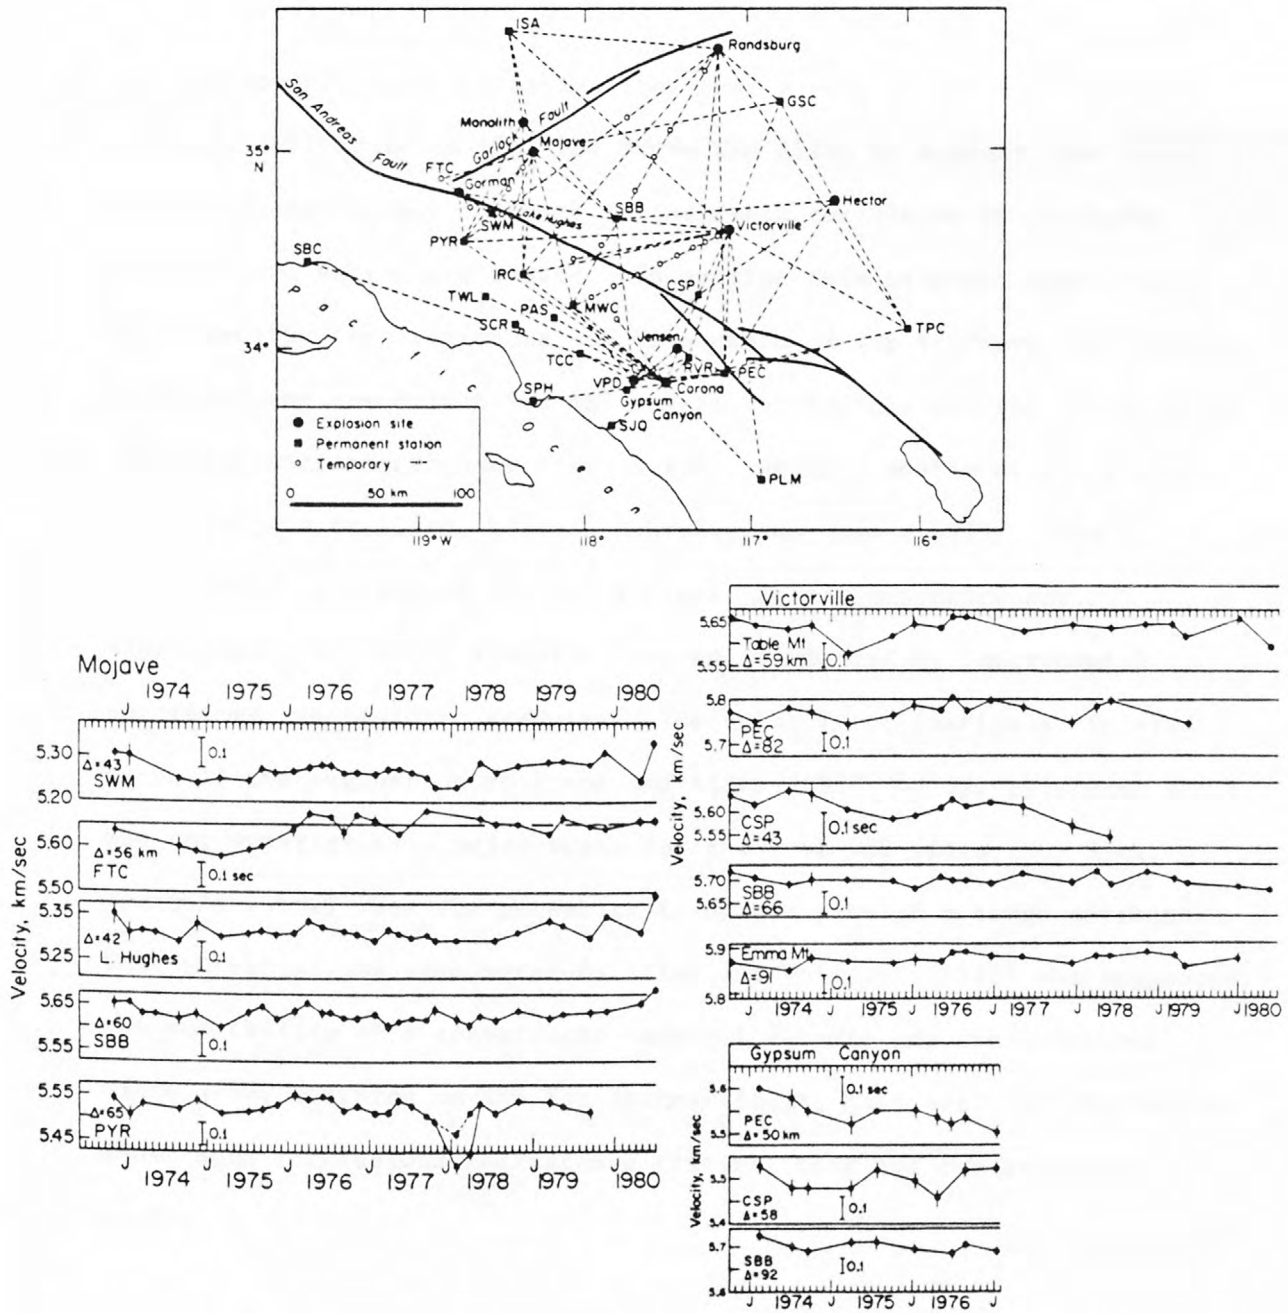 ISA
Randsburg
GSC
San Andreas Fault
Monolith
Garlock Fault
Mojave
35°
N
FTC
Gorman
Hector
Lake Hughes
SBB
SWM
Victorville
PYR
SBC
IRC
CSP
TWL
MWC
PAS
TPC
SCR
Jensen
34°
TCC
RVR
PEC
VPD
Corona
SPH
Gypsum
Canyon
SJQ
Explosion site
Permanent station
Temporary "
0 50 km 100
PLM
119° W 118° 117° 116°
Mojave
1974 1975 1976 1977 1978 1979 1980
J J J J J J J
Velocity, km/sec
5.30
5.20
Δ=43
SWM
0.1
5.60
5.50
Δ=56 km
FTC
0.1 sec
5.35
5.25
Δ=42
L. Hughes
0.1
5.65
5.55
Δ=60
SBB
0.1
5.55
5.45
Δ=65
PYR
0.1
J J J J J J J
1974 1975 1976 1977 1978 1979 1980
Victorville
Velocity, km/sec
5.65
5.55
Table Mt
Δ=59 km
0.1
5.8
5.7
PEC
Δ=82
0.1
5.60
5.55
CSP
Δ=43
0.1 sec
5.70
5.65
SBB
Δ=66
0.1
5.9
5.8
Emma Mt.
Δ=91
0.1
J J J J J J J
1974 1975 1976 1977 1978 1979 1980
Gypsum Canyon
Velocity, km/sec
5.6
5.5
PEC
Δ=50 km
0.1 sec
5.5
5.4
CSP
Δ=58
0.1
5.7
5.6
SBB
Δ=92
0.1
J J J J
1974 1975 1976